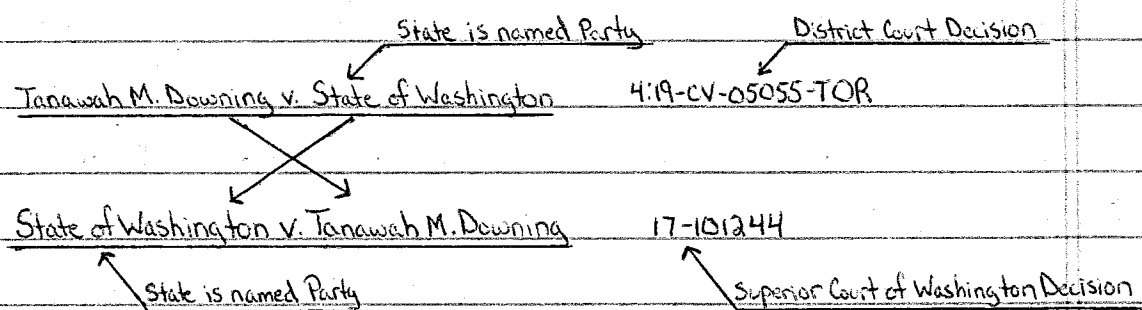 State is named Party District Court Decision
Tanawah M. Downing v. State of Washington 4:19-CV-05055-TOR
State of Washington v. Tanawah M. Downing 17-101244
State is named Party Superior Court of Washington Decision